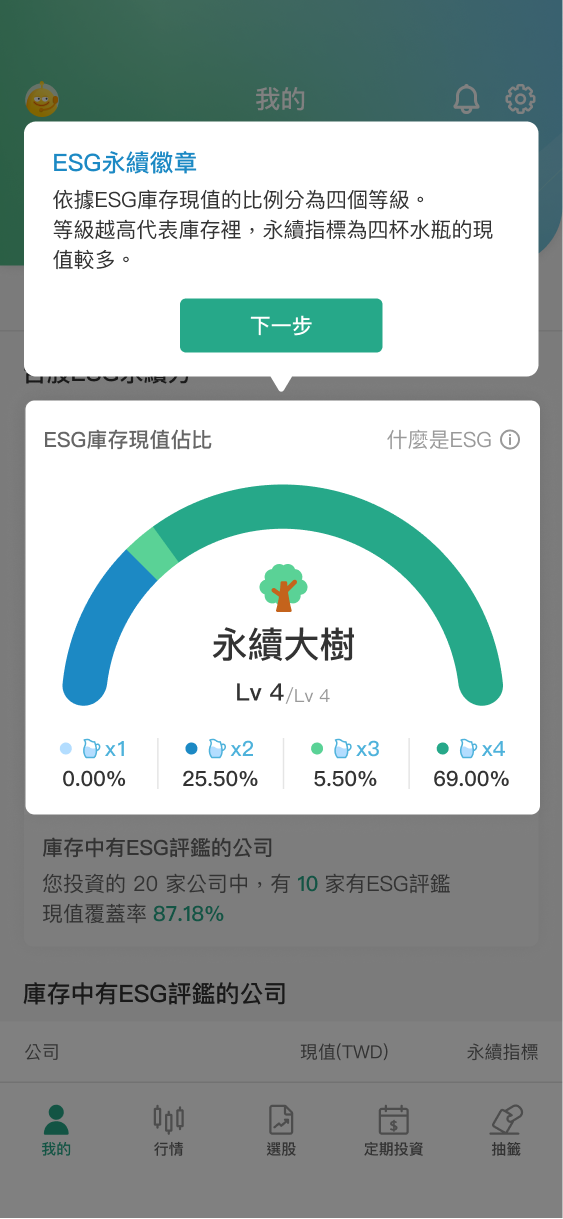 我的
ESG永續徽章
依據ESG庫存現值的比例分為四個等級。
等級越高代表庫存裡，永續指標為四杯水瓶的現
值較多。
下一步
台股ESG永續力
ESG庫存現值佔比
什麼是ESG
永續大樹
Lv 4/Lv 4
x1
x2
x3
x4
0.00%
25.50%
5.50%
69.00%
庫存中有ESG評鑑的公司
您投資的 20 家公司中，有 10 家有ESG評鑑
現值覆蓋率 87.18%
庫存中有ESG評鑑的公司
公司
現值(TWD)
永續指標
我的
行情
選股
定期投資
抽籤